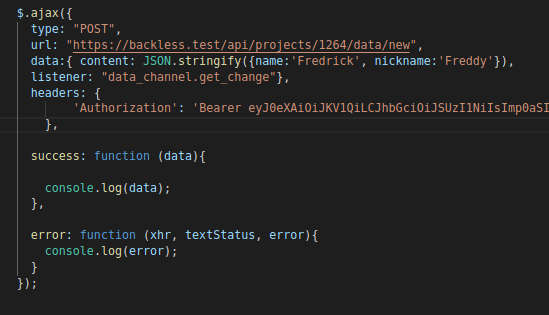 $.ajax({
type: "POST",
url: "https://backless.test/api/projects/1264/data/new",
data:{ content: JSON.stringify({name:'Fredrick', nickname:'Freddy'}),
listener: "data_channel.get_change"},
headers: {
'Authorization': 'Bearer eyJ0eXAiOiJKV1QiLCJhbGciOiJSUzI1NiIsImp0aSI
},
success: function (data){
console.log(data);
},
error: function (xhr, textStatus, error){
console.log(error);
}
});